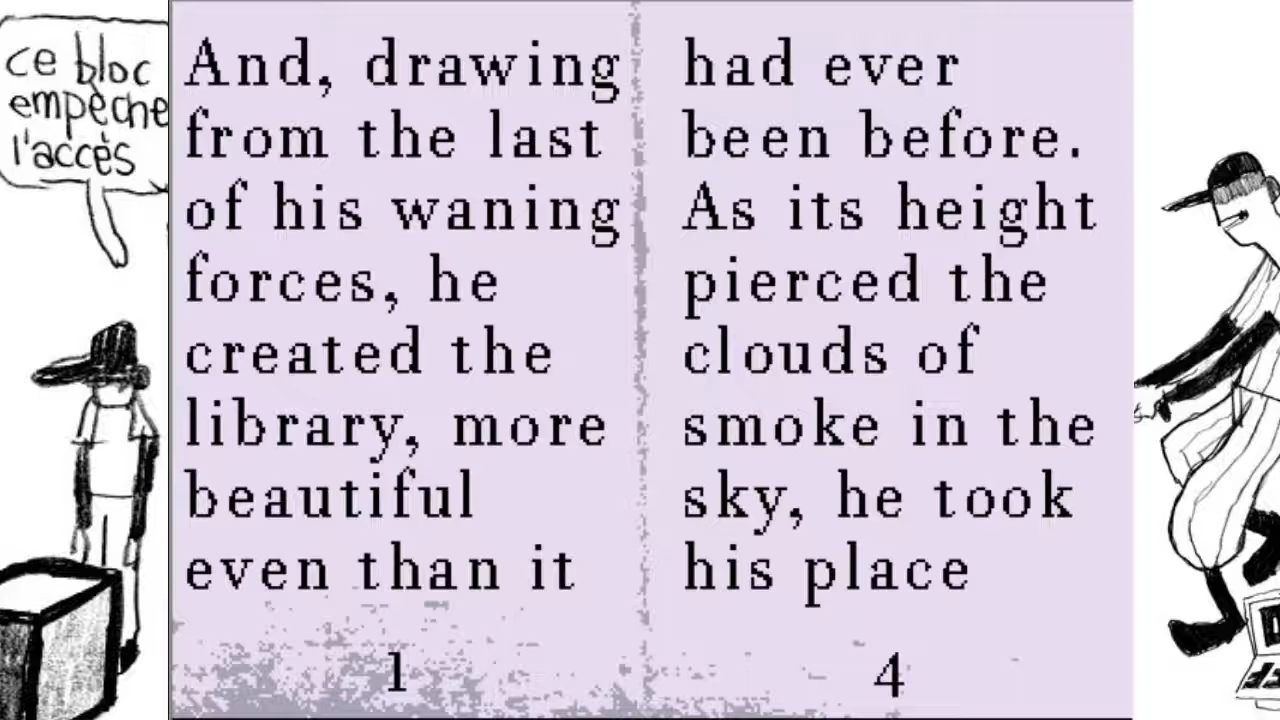 ce bloc
empêche
l'accès
And, drawing
from the last
of his waning
forces, he
created the
library, more
beautiful
even than it
1
had ever
been before.
As its height
pierced the
clouds of
smoke in the
sky, he took
his place
4